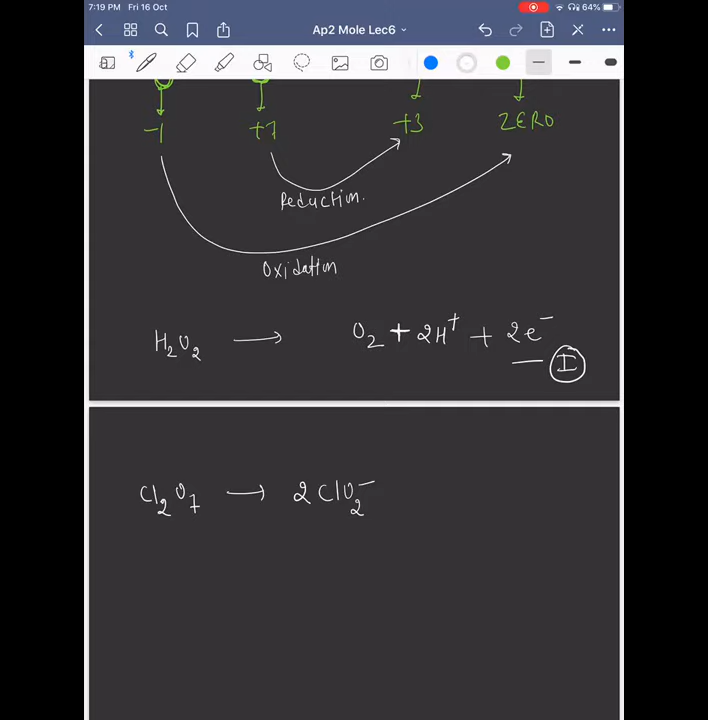 7:19 PM Fri 16 Oct 64%
Ap2 Mole Lec6
-1 +7 +3 ZERO
Reduction.
Oxidation
H₂O₂ → O₂ + 2H⁺ + 2e⁻
— I
Cl₂O₇ → 2ClO₂⁻